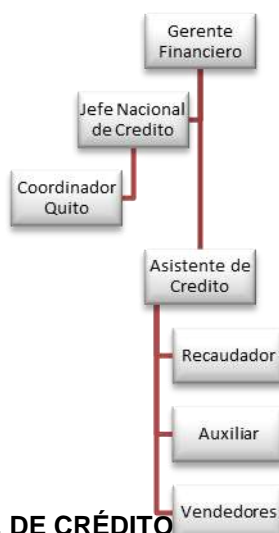 Gerente
Financiero
Jefe Nacional
de Credito
Coordinador
Quito
Asistente de
Credito
Recaudador
Auxiliar
Vendedores
DE CRÉDITO